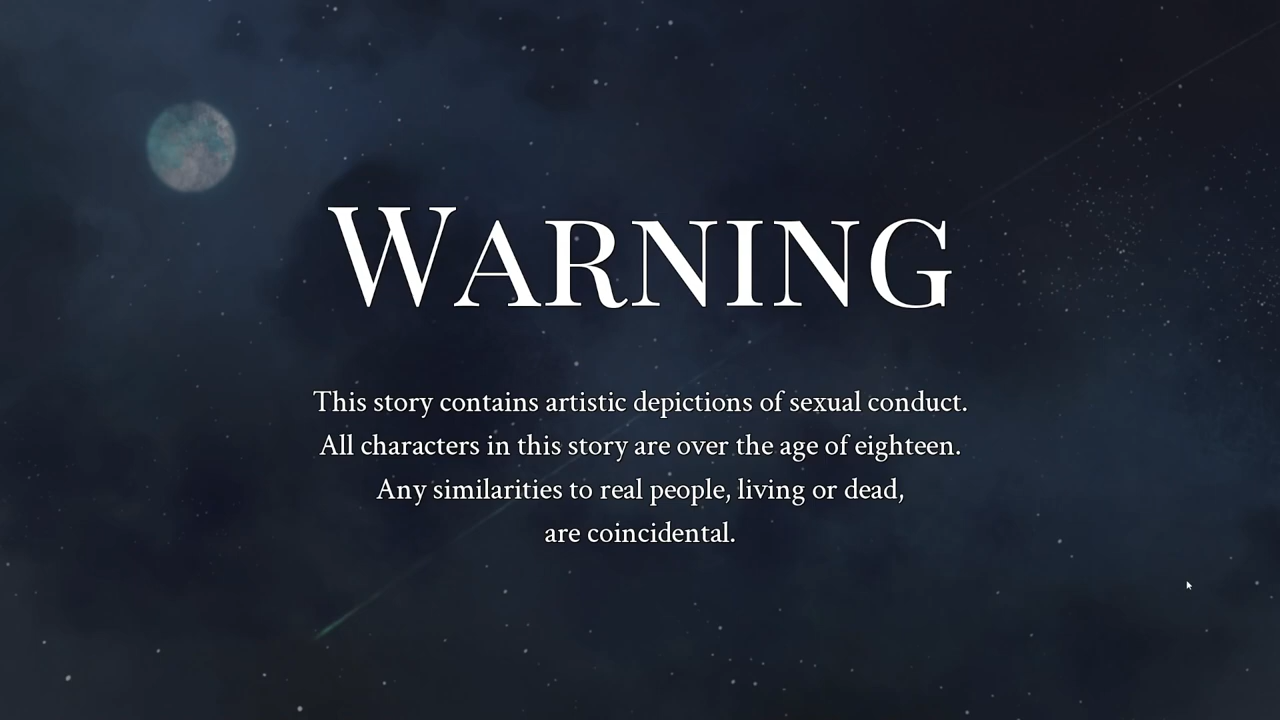 WARNING
This story contains artistic depictions of sexual conduct.
All characters in this story are over the age of eighteen.
Any similarities to real people, living or dead,
are coincidental.